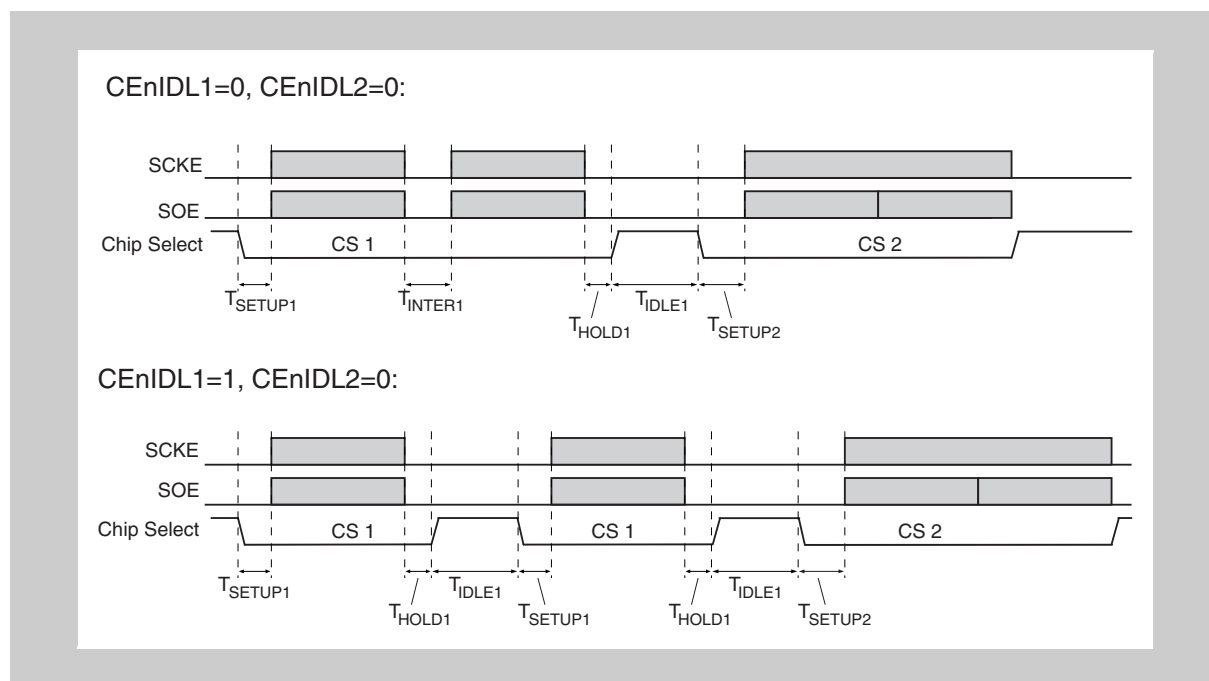 CEnIDL1=0, CEnIDL2=0:
SCKE
SOE
Chip Select CS 1 CS 2
TSETUP1 TINTER1 THOLD1 TIDLE1 TSETUP2
CEnIDL1=1, CEnIDL2=0:
SCKE
SOE
Chip Select CS 1 CS 1 CS 2
TSETUP1 THOLD1 TIDLE1 TSETUP1 THOLD1 TIDLE1 TSETUP2